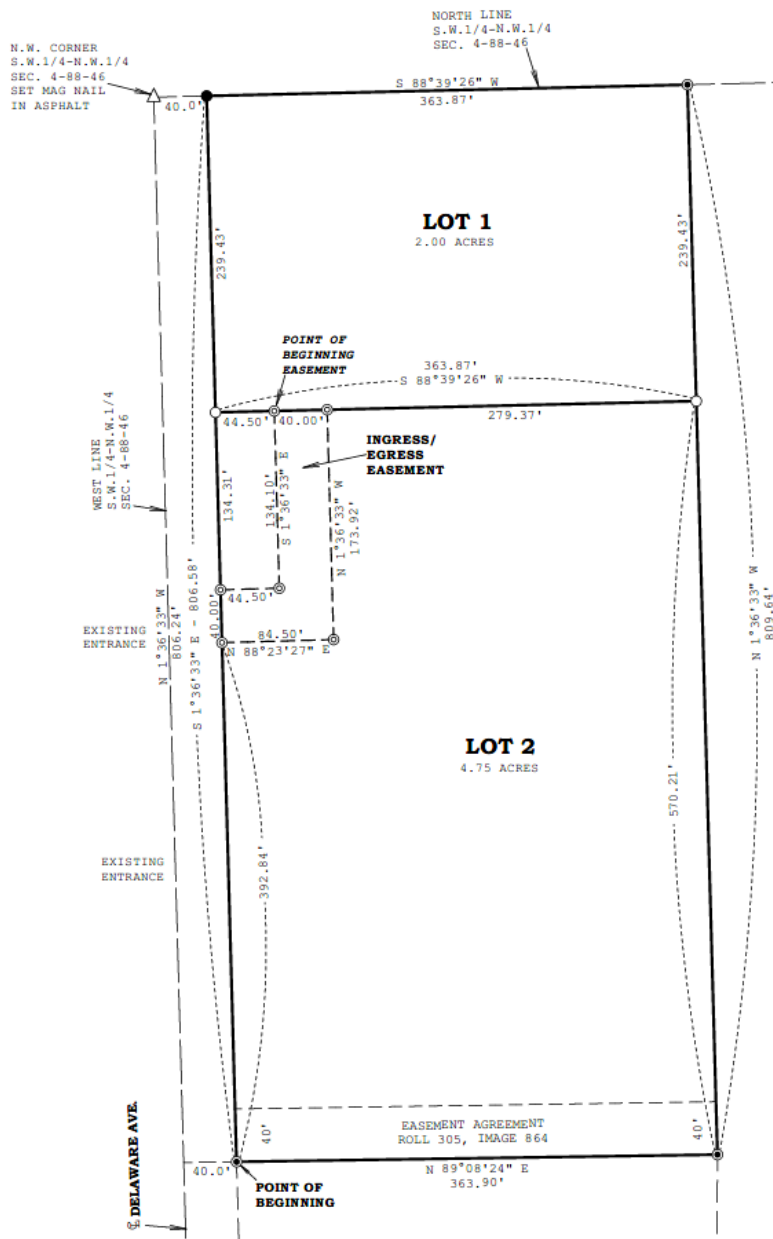 NORTH LINE
S.W.1/4-N.W.1/4
SEC. 4-88-46
N.W. CORNER
S.W.1/4-N.W.1/4
SEC. 4-88-46
SET MAG NAIL
IN ASPHALT
40.0'
S 88°39'26" W
363.87'
239.43'
LOT 1
2.00 ACRES
239.43'
POINT OF
BEGINNING
EASEMENT
363.87'
S 88°39'26" W
44.50'
40.00'
279.37'
INGRESS/
EGRESS
EASEMENT
WEST LINE
S.W.1/4-N.W.1/4
SEC. 4-88-46
134.31'
134.10'
S 1°36'33" E
N 1°36'33" W
173.92'
44.50'
40.00'
84.50'
N 88°23'27" E
EXISTING
ENTRANCE
N 1°36'33" W
806.24'
S 1°36'33" E - 806.58'
N 1°36'33" W
809.64'
LOT 2
4.75 ACRES
570.21'
392.84'
EXISTING
ENTRANCE
40'
EASEMENT AGREEMENT
ROLL 305, IMAGE 864
40'
40.0'
N 89°08'24" E
363.90'
POINT OF
BEGINNING
℄ DELAWARE AVE.